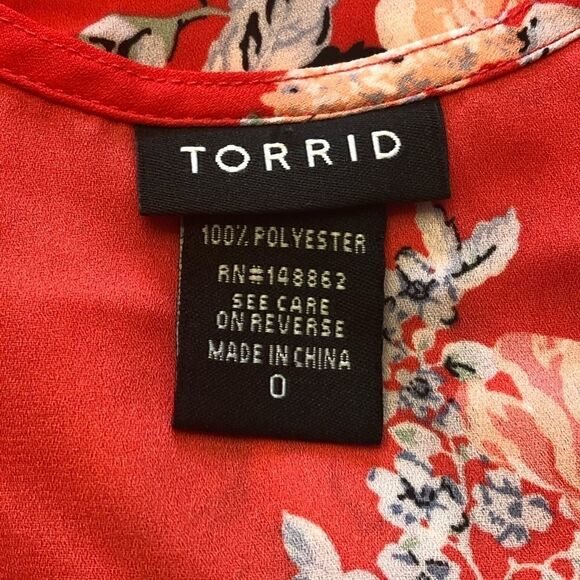 TORRID
100% POLYESTER
RN#148862
SEE CARE
ON REVERSE
MADE IN CHINA
0